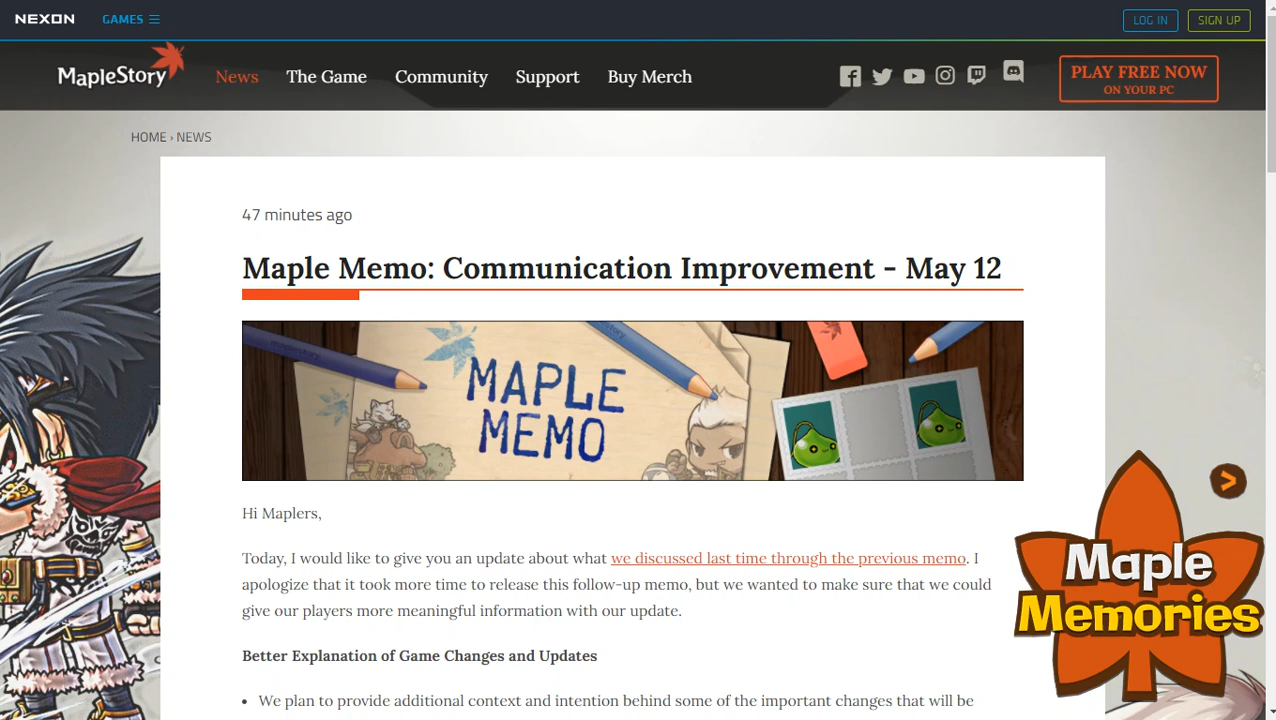 NEXON GAMES LOG IN SIGN UP
MapleStory News The Game Community Support Buy Merch PLAY FREE NOW
ON YOUR PC
HOME › NEWS
47 minutes ago
Maple Memo: Communication Improvement - May 12
MAPLE
MEMO
Hi Maplers,
Today, I would like to give you an update about what we discussed last time through the previous memo. I
apologize that it took more time to release this follow-up memo, but we wanted to make sure that we could
give our players more meaningful information with our update.
Better Explanation of Game Changes and Updates
• We plan to provide additional context and intention behind some of the important changes that will be
Maple
Memories